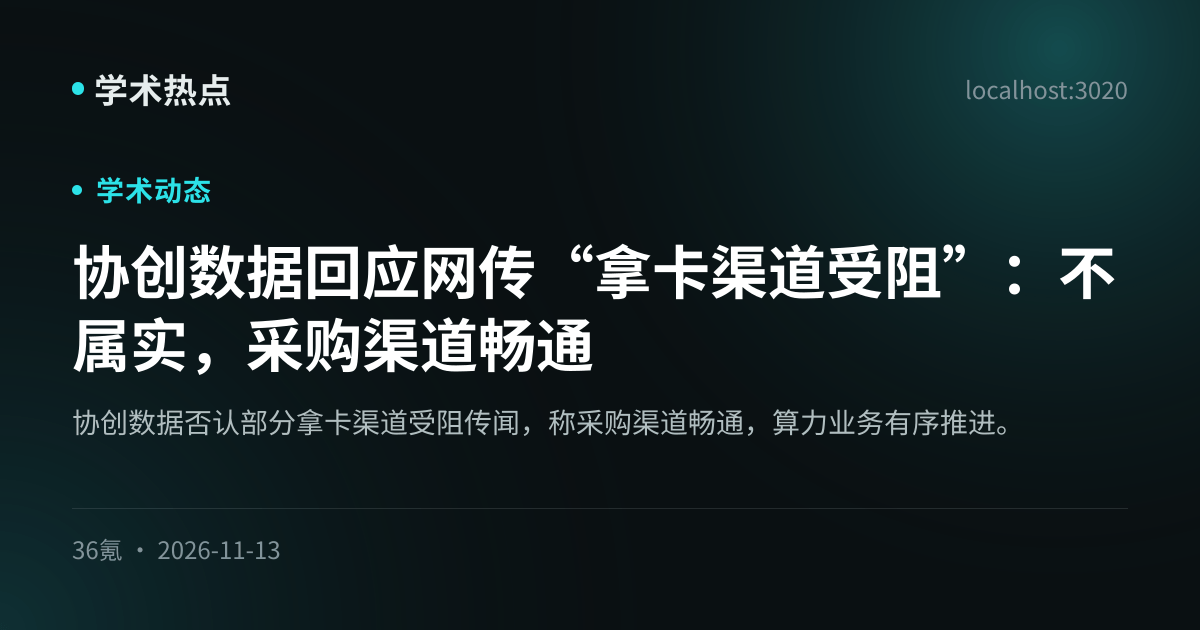 学术热点
localhost:3020
学术动态
协创数据回应网传“拿卡渠道受阻”：不
属实，采购渠道畅通
协创数据否认部分拿卡渠道受阻传闻，称采购渠道畅通，算力业务有序推进。
36氪 · 2026-11-13